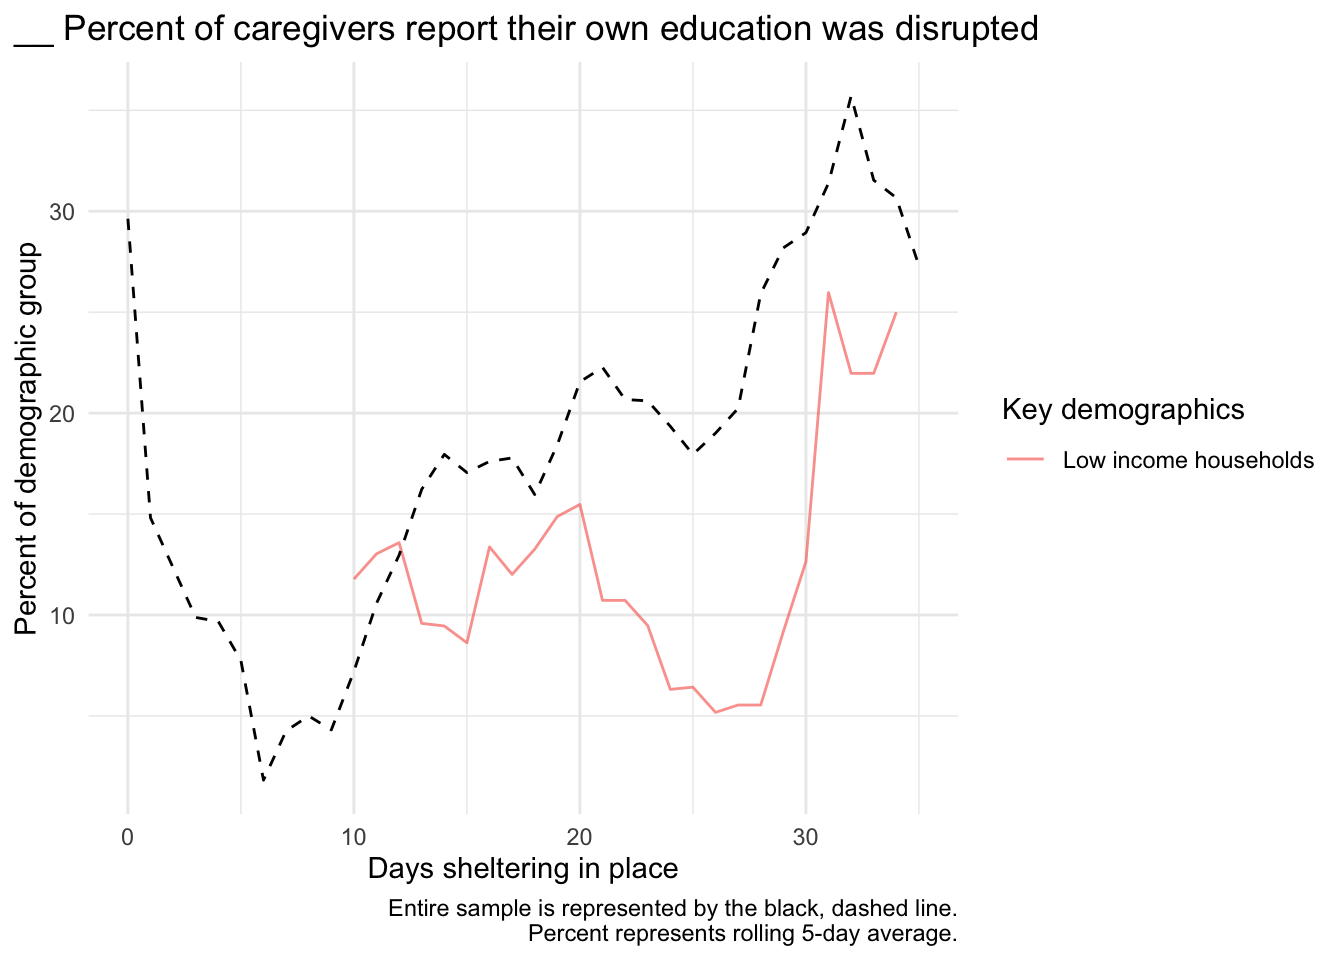 __ Percent of caregivers report their own education was disrupted
Percent of demographic group
30
20
10
0
10
20
30
Days sheltering in place
Key demographics
Low income households
Entire sample is represented by the black, dashed line.
Percent represents rolling 5-day average.